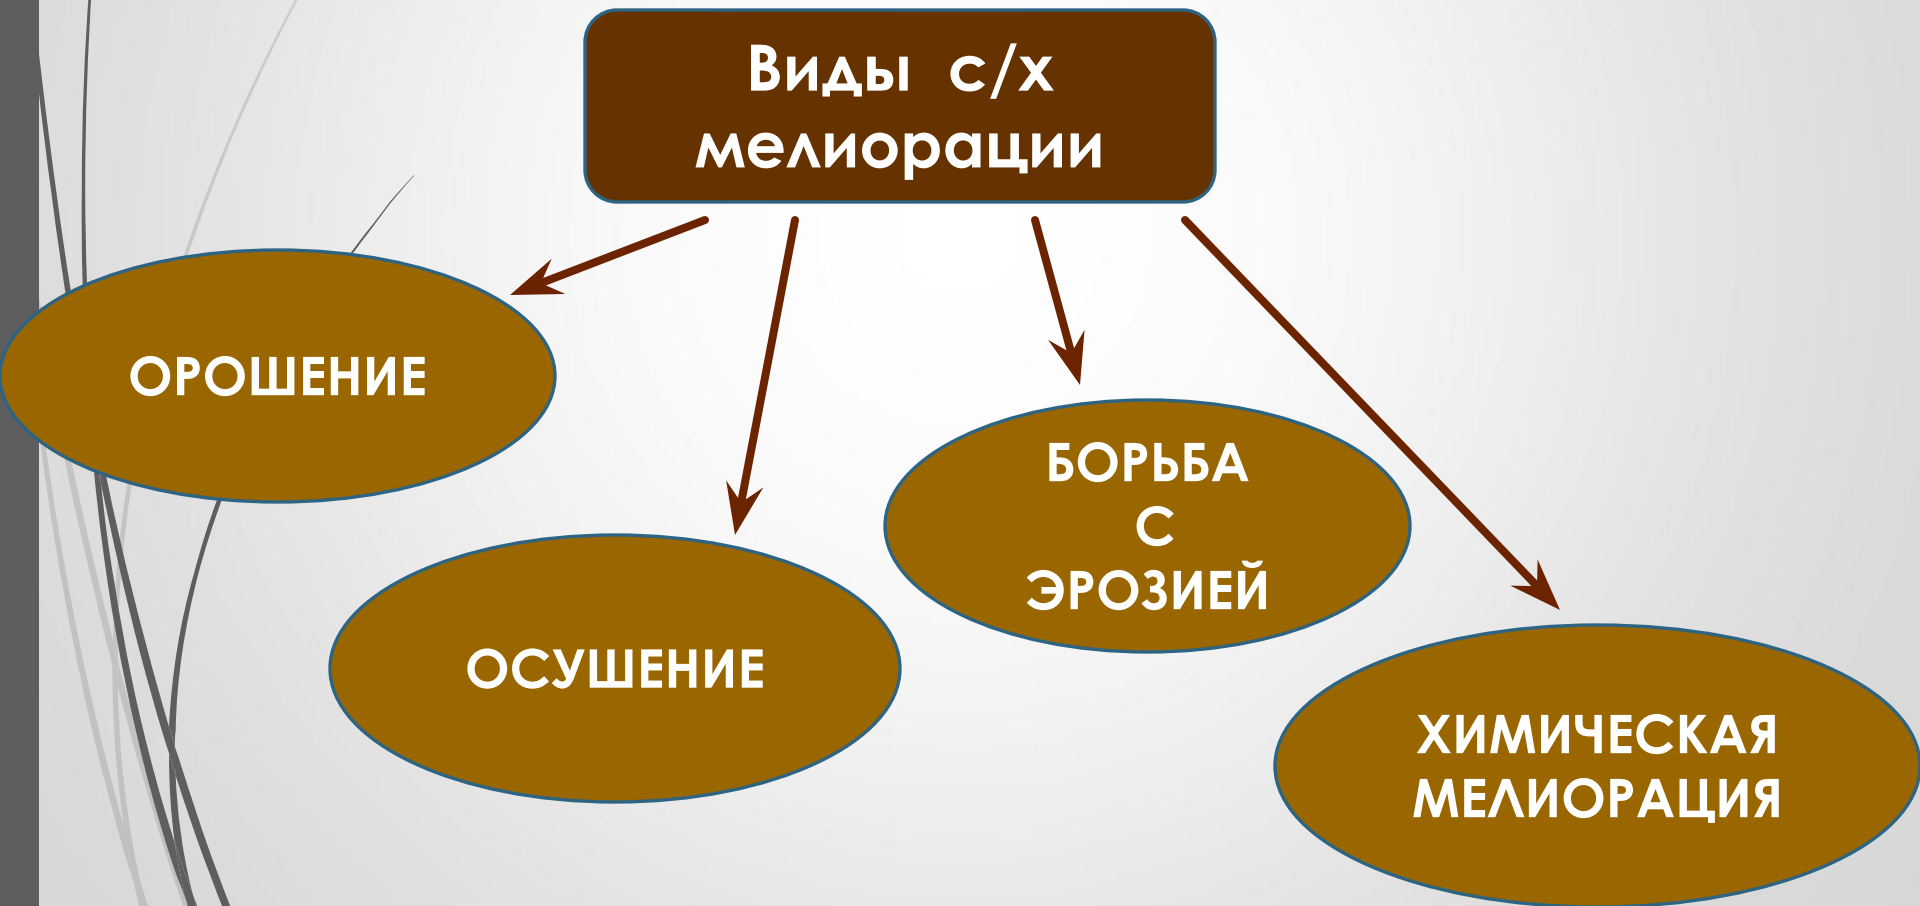 Виды с/х
мелиорации
ОРОШЕНИЕ
ОСУШЕНИЕ
БОРЬБА
С
ЭРОЗИЕЙ
ХИМИЧЕСКАЯ
МЕЛИОРАЦИЯ